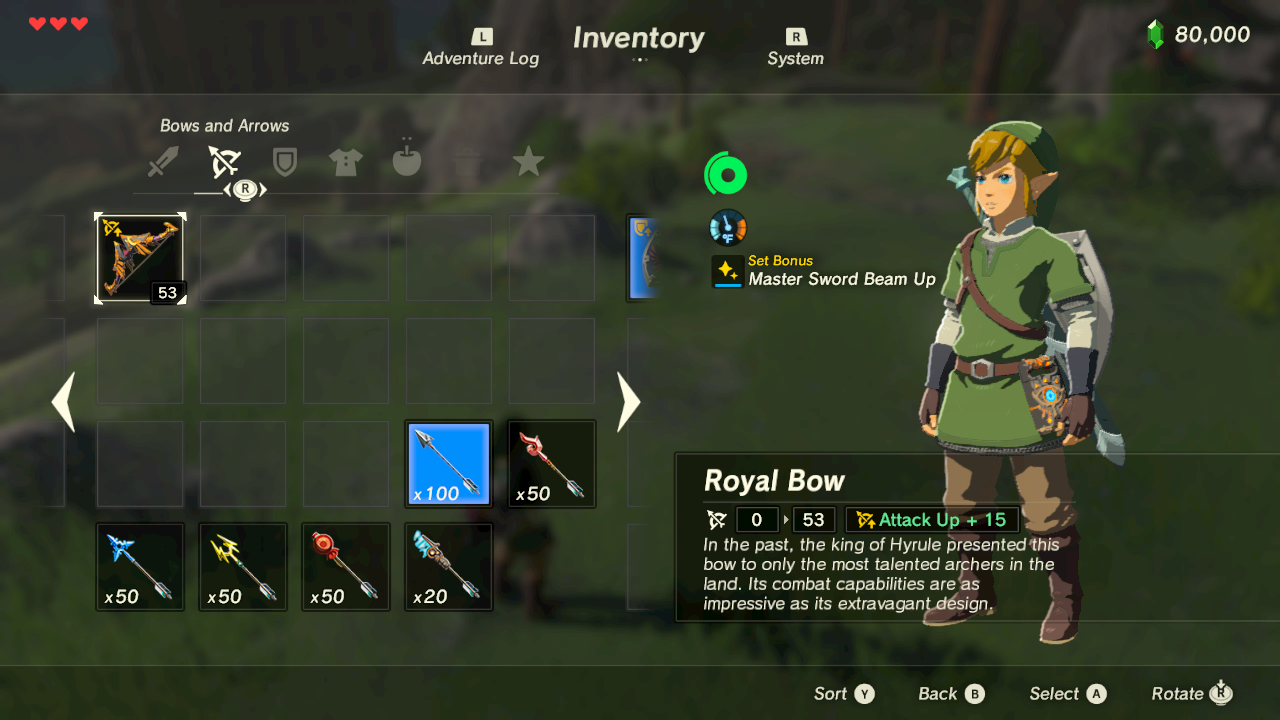 L
Adventure Log
Inventory
R
System
80,000
Bows and Arrows
R
53
°F
Set Bonus
Master Sword Beam Up
x100
x50
x50
x50
x50
x20
Royal Bow
0
53
Attack Up + 15
In the past, the king of Hyrule presented this
bow to only the most talented archers in the
land. Its combat capabilities are as
impressive as its extravagant design.
Sort Y
Back B
Select A
Rotate R